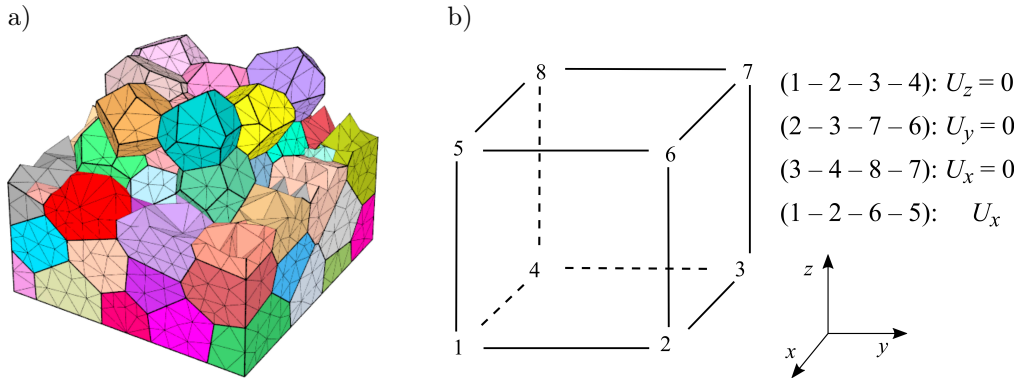 a)
b)
8
7
5
6
4
3
1
2
(1 – 2 – 3 – 4): Uz = 0
(2 – 3 – 7 – 6): Uy = 0
(3 – 4 – 8 – 7): Ux = 0
(1 – 2 – 6 – 5): Ux
z
x
y